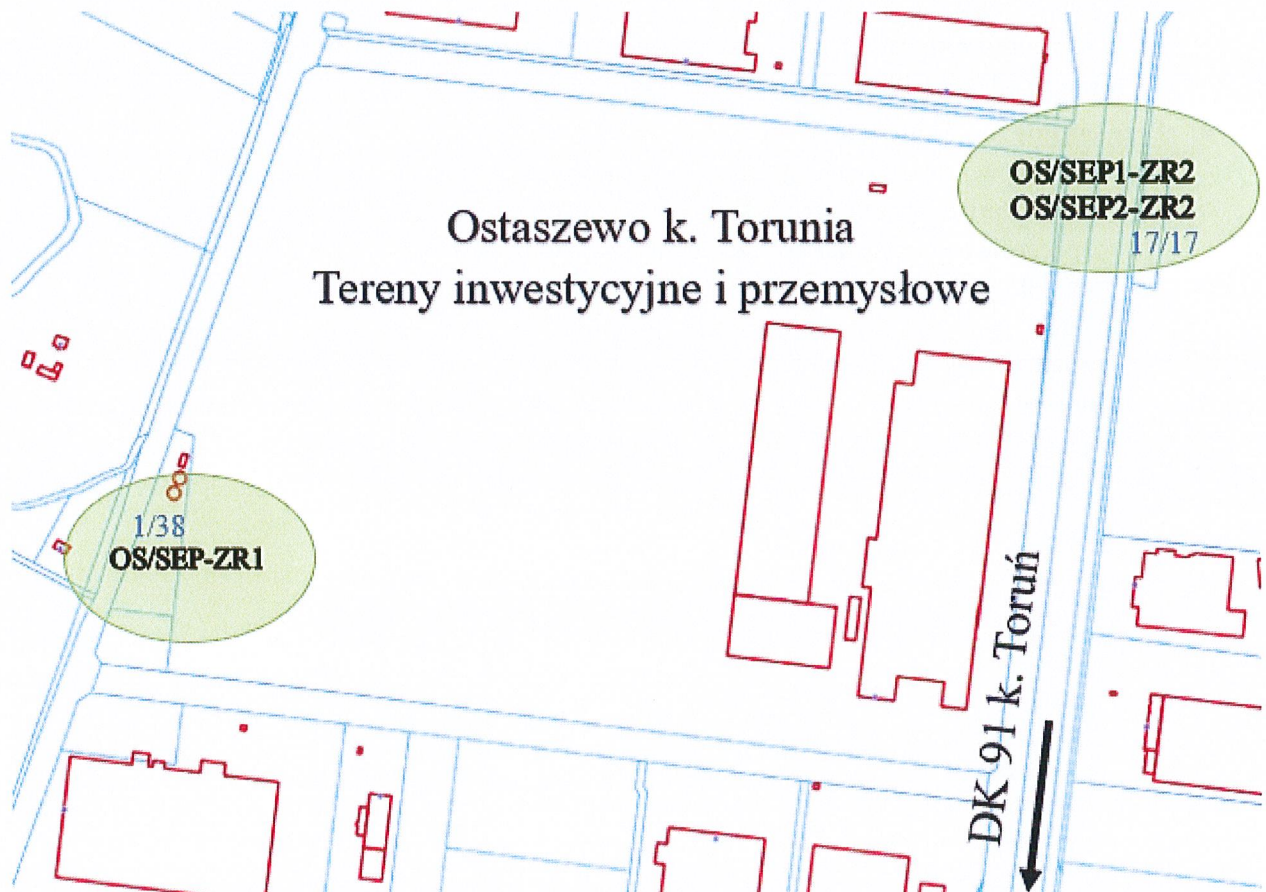 OS/SEP1-ZR2
OS/SEP2-ZR2
17/17
Ostaszewo k. Torunia
Tereny inwestycyjne i przemysłowe
1/38
OS/SEP-ZR1
DK 91 k. Toruń